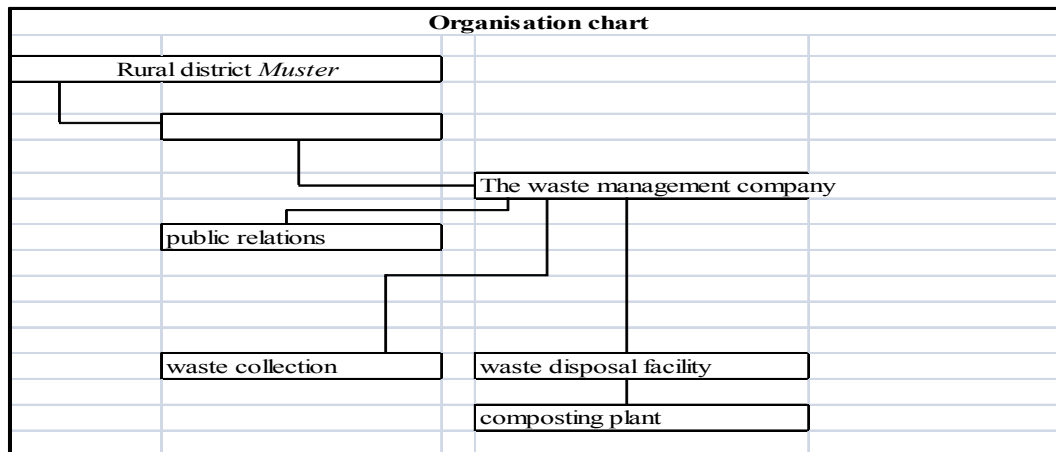 Organisation chart
Rural district Muster
The waste management company
public relations
waste collection
waste disposal facility
composting plant